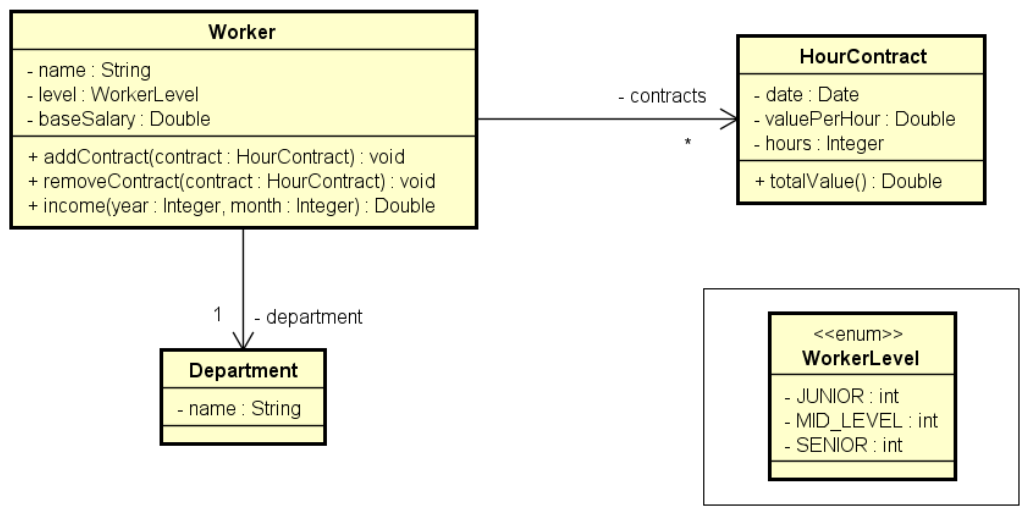 Worker
- name : String
- level : WorkerLevel
- baseSalary : Double
+ addContract(contract : HourContract) : void
+ removeContract(contract : HourContract) : void
+ income(year : Integer, month : Integer) : Double
- contracts
*
HourContract
- date : Date
- valuePerHour : Double
- hours : Integer
+ totalValue() : Double
1
- department
Department
- name : String
<<enum>>
WorkerLevel
- JUNIOR : int
- MID_LEVEL : int
- SENIOR : int